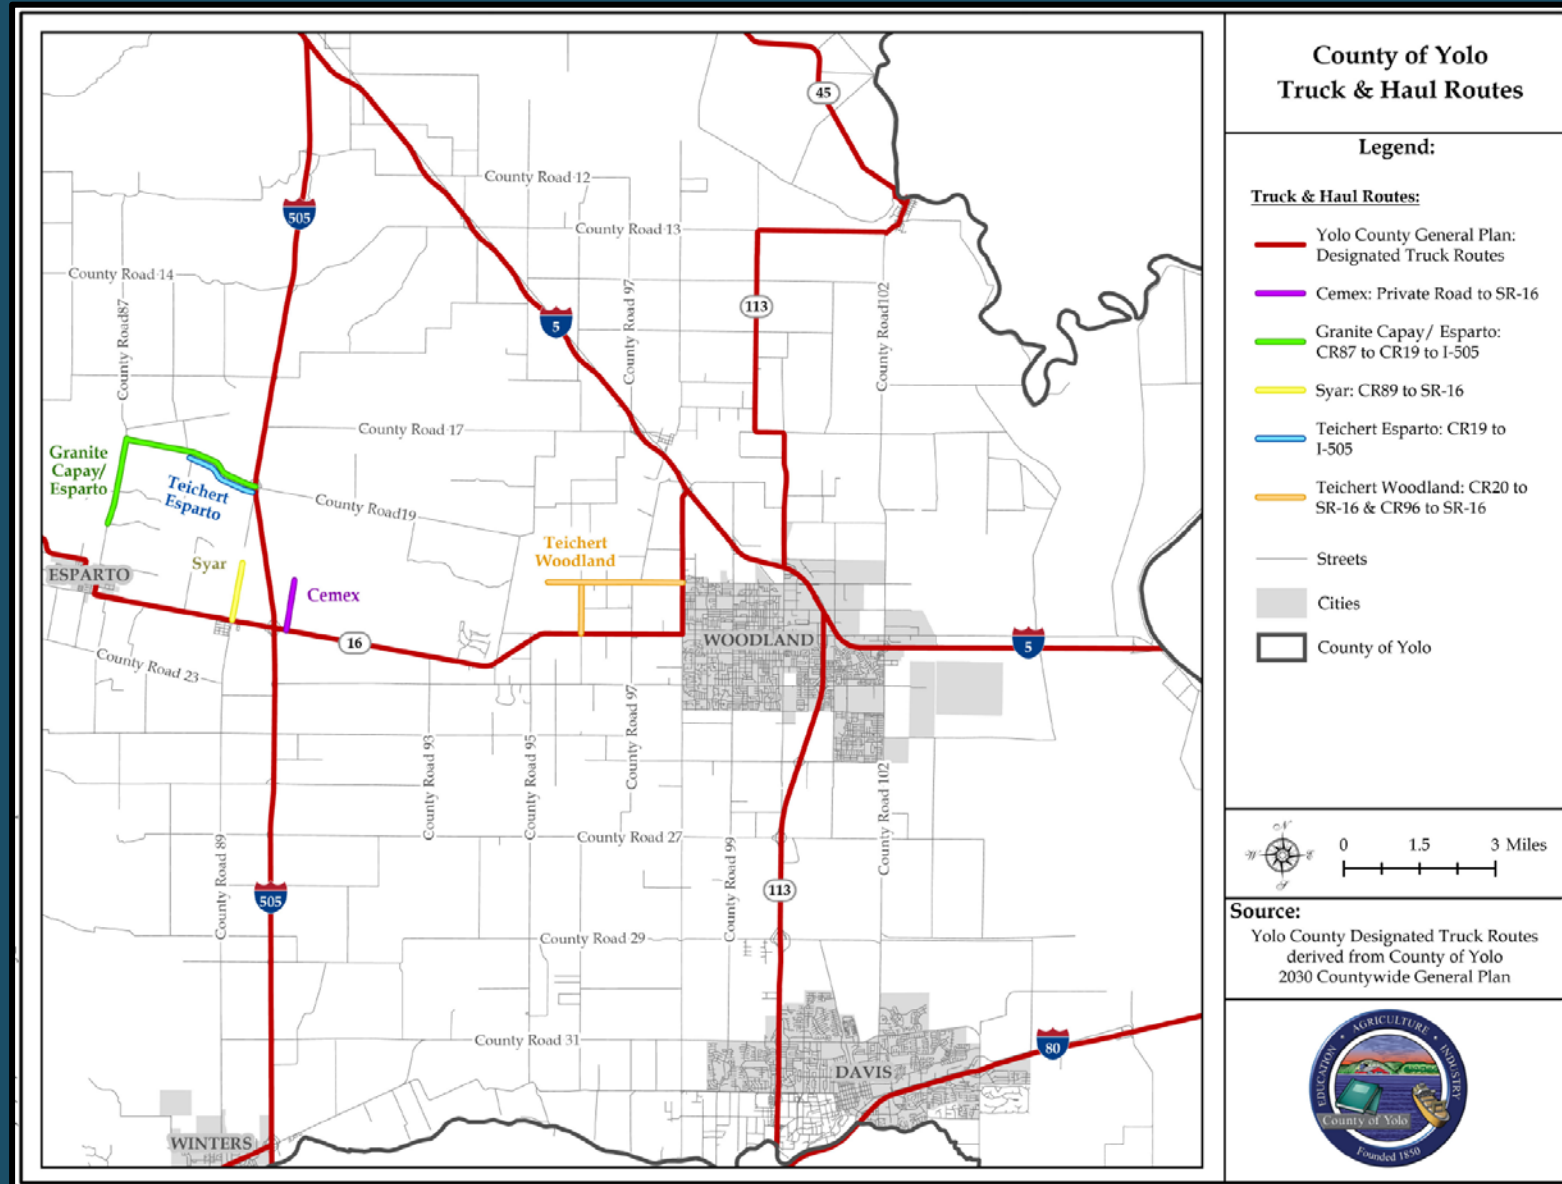 County of Yolo
Truck & Haul Routes
Legend:
Truck & Haul Routes:
Yolo County General Plan:
Designated Truck Routes
Cemex: Private Road to SR-16
Granite Capay/ Esparto:
CR87 to CR19 to I-505
Syar: CR89 to SR-16
Teichert Esparto: CR19 to
I-505
Teichert Woodland: CR20 to
SR-16 & CR96 to SR-16
Streets
Cities
County of Yolo
N
W E
S
0 1.5 3 Miles
Source:
Yolo County Designated Truck Routes
derived from County of Yolo
2030 Countywide General Plan
EDUCATION • AGRICULTURE • INDUSTRY
County of Yolo
Founded 1850
45
County Road 12
505
County Road 13
County Road 14
County Road87
5
County Road 97
113
County Road102
County Road 17
Granite
Capay/
Esparto
Teichert
Esparto
County Road19
Teichert
Woodland
Syar
ESPARTO
Cemex
16
WOODLAND
5
County Road 23
County Road 97
County Road 93
County Road 95
County Road 102
County Road 27
County Road 89
County Road 99
505
113
County Road 29
County Road 31
80
DAVIS
WINTERS